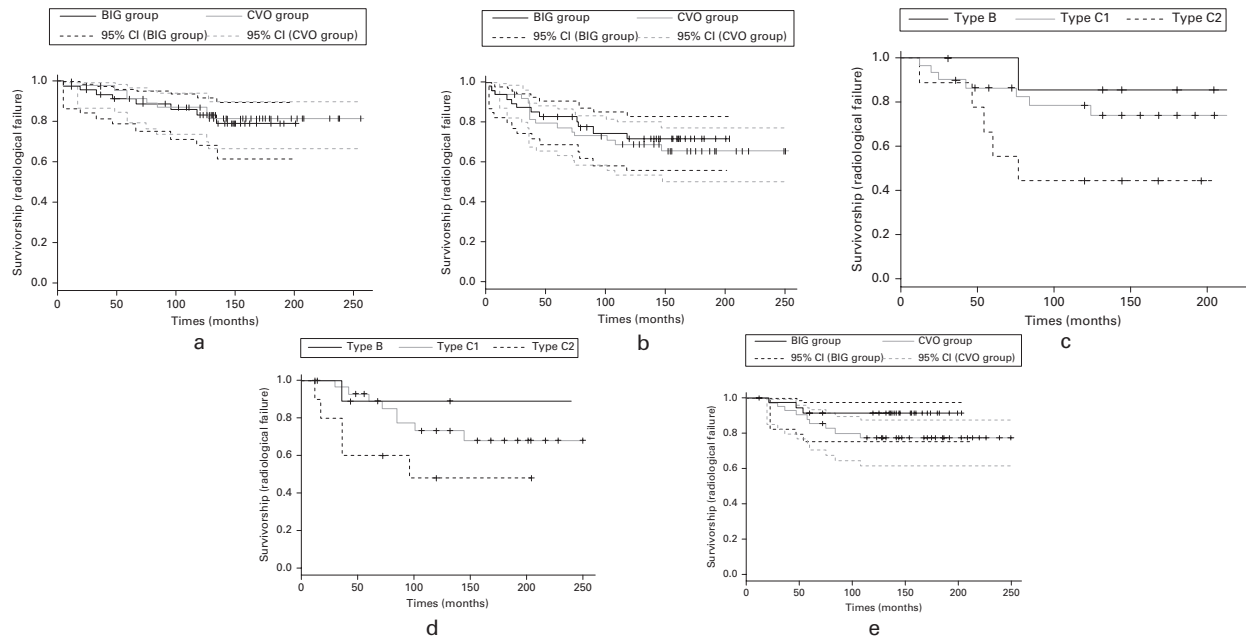 BIG group CVO group
95% CI (BIG group) 95% CI (CVO group)
Survivorship (radiological failure)
1.0
0.8
0.6
0.4
0.2
0.0
0 50 100 150 200 250
Times (months)
a
BIG group CVO group
95% CI (BIG group) 95% CI (CVO group)
Survivorship (radiological failure)
1.0
0.8
0.6
0.4
0.2
0.0
0 50 100 150 200 250
Times (months)
b
Type B Type C1 Type C2
Survivorship (radiological failure)
1.0
0.8
0.6
0.4
0.2
0.0
0 50 100 150 200
Times (months)
c
Type B Type C1 Type C2
Survivorship (radiological failure)
1.0
0.8
0.6
0.4
0.2
0.0
0 50 100 150 200 250
Times (months)
d
BIG group CVO group
95% CI (BIG group) 95% CI (CVO group)
Survivorship (radiological failure)
1.0
0.8
0.6
0.4
0.2
0.0
0 50 100 150 200 250
Times (months)
e